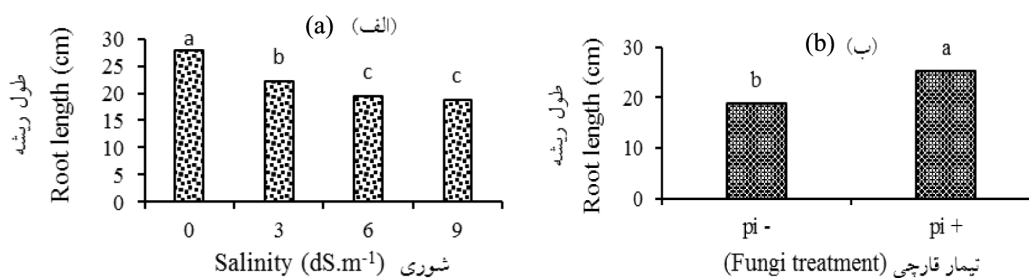 (a) (الف)
طول ریشه
Root length (cm)
30
25
20
15
10
5
0
a
b
c
c
0 3 6 9
Salinity (dS.m⁻¹) شوری
(b) (ب)
طول ریشه
Root length (cm)
30
20
10
0
b
a
pi - pi +
(Fungi treatment) تیمار قارچی